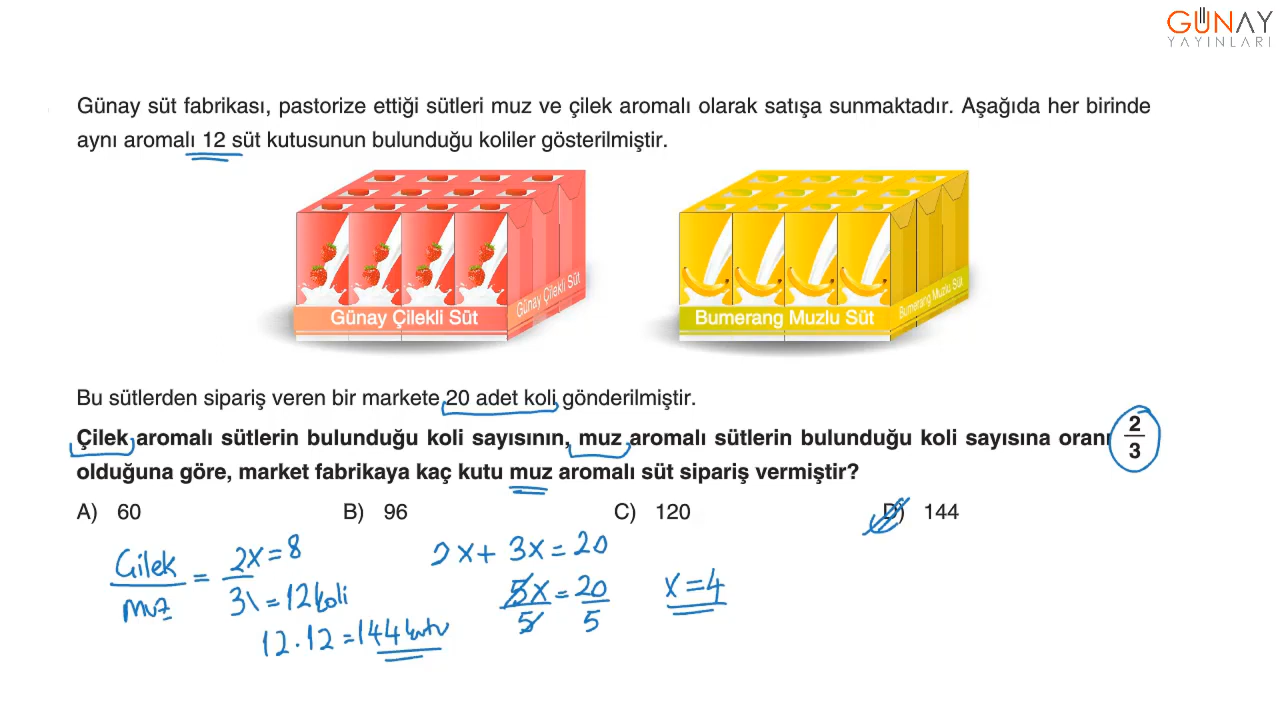 GÜNAY
YAYINLARI
Günay süt fabrikası, pastorize ettiği sütleri muz ve çilek aromalı olarak satışa sunmaktadır. Aşağıda her birinde
aynı aromalı 12 süt kutusunun bulunduğu koliler gösterilmiştir.
Günay Çilekli Süt
Günay Çilekli Süt
Bumerang Muzlu Süt
Bumerang Muzlu Süt
Bu sütlerden sipariş veren bir markete 20 adet koli gönderilmiştir.
Çilek aromalı sütlerin bulunduğu koli sayısının, muz aromalı sütlerin bulunduğu koli sayısına oranı 2/3
olduğuna göre, market fabrikaya kaç kutu muz aromalı süt sipariş vermiştir?
A) 60 B) 96 C) 120 D) 144
Çilek/muz = 2x = 8
3x = 12 koli
12 . 12 = 144 kutu
2x + 3x = 20
5x/5 = 20/5
x = 4